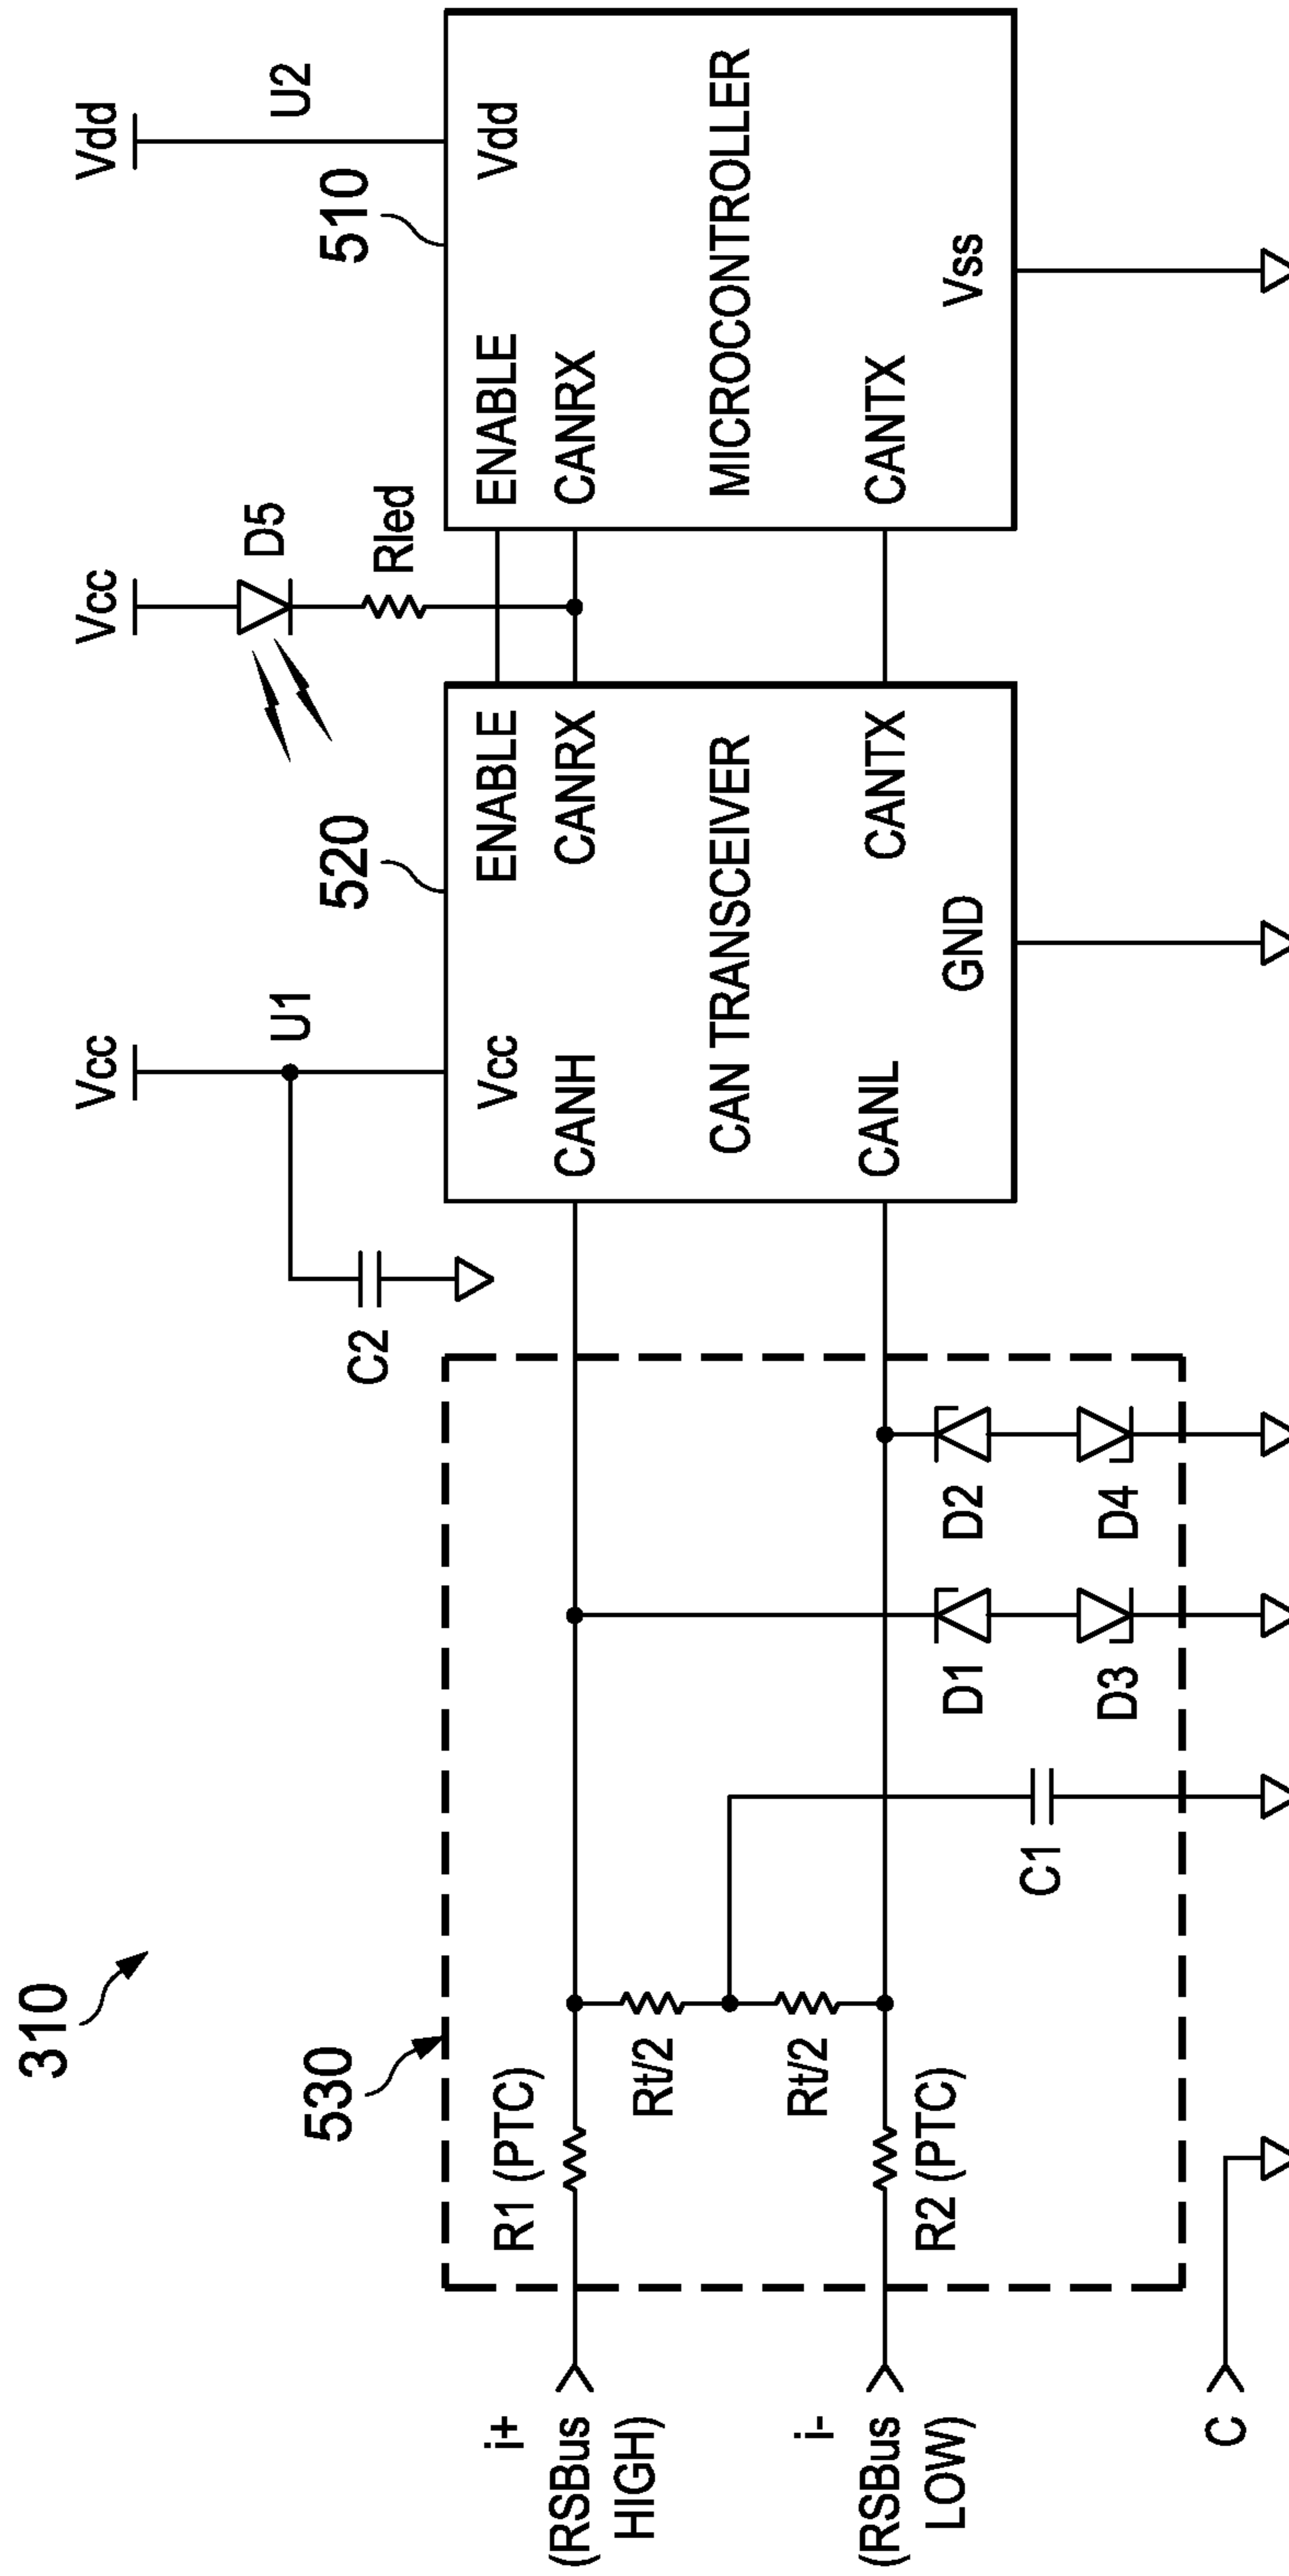 310
530
i+
(RSBus
HIGH)
i-
(RSBus
LOW)
C
R1 (PTC)
Rt/2
Rt/2
R2 (PTC)
C1
D1
D3
D2
D4
C2
Vcc
U1
520
Vcc
CANH
CAN TRANSCEIVER
CANL
GND
ENABLE
CANRX
CANTX
Vcc
D5
Rled
Vdd
U2
510
ENABLE
CANRX
Vdd
MICROCONTROLLER
CANTX
Vss